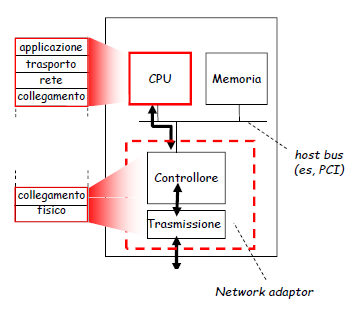 applicazione
trasporto
rete
collegamento
CPU
Memoria
host bus
(es, PCI)
collegamento
fisico
Controllore
Trasmissione
Network adaptor